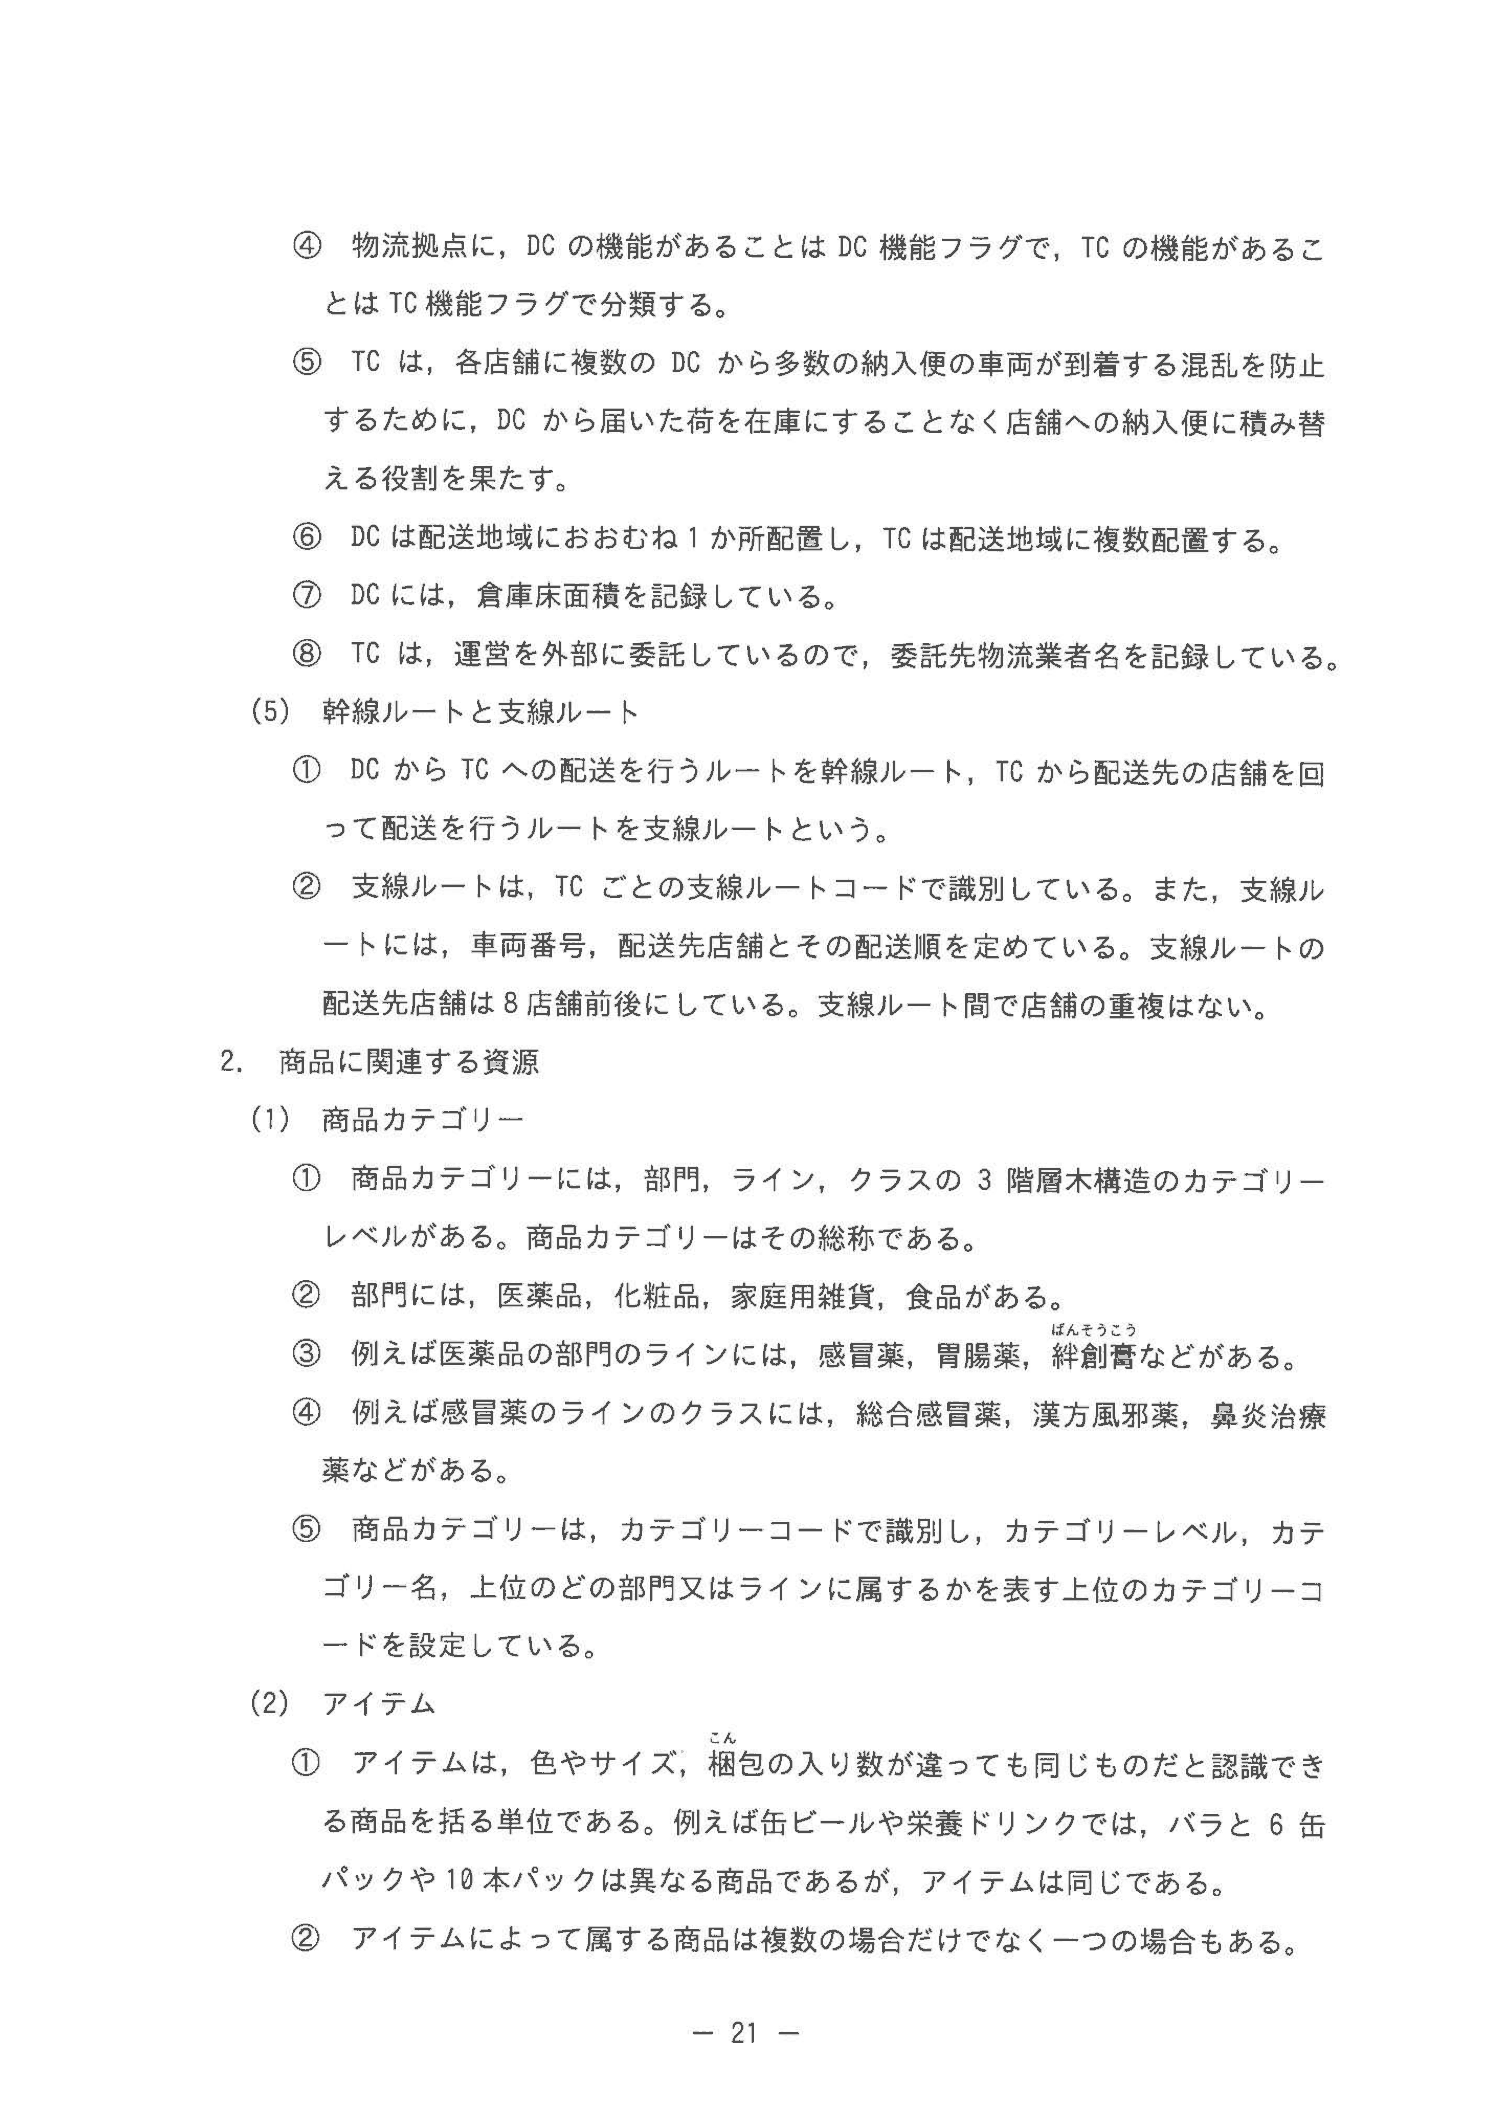 ④ 物流拠点に，DC の機能があることは DC 機能フラグで，TC の機能があるこ
とは TC 機能フラグで分類する。
⑤ TC は，各店舗に複数の DC から多数の納入便の車両が到着する混乱を防止
するために，DC から届いた荷を在庫にすることなく店舗への納入便に積み替
える役割を果たす。
⑥ DC は配送地域におおむね 1 か所配置し，TC は配送地域に複数配置する。
⑦ DC には，倉庫床面積を記録している。
⑧ TC は，運営を外部に委託しているので，委託先物流業者名を記録している。
(5) 幹線ルートと支線ルート
① DC から TC への配送を行うルートを幹線ルート，TC から配送先の店舗を回
って配送を行うルートを支線ルートという。
② 支線ルートは，TC ごとの支線ルートコードで識別している。また，支線ル
ートには，車両番号，配送先店舗とその配送順を定めている。支線ルートの
配送先店舗は 8 店舗前後にしている。支線ルート間で店舗の重複はない。
2. 商品に関連する資源
(1) 商品カテゴリー
① 商品カテゴリーには，部門，ライン，クラスの 3 階層木構造のカテゴリー
レベルがある。商品カテゴリーはその総称である。
② 部門には，医薬品，化粧品，家庭用雑貨，食品がある。
ばんそうこう
③ 例えば医薬品の部門のラインには，感冒薬，胃腸薬，絆創膏などがある。
④ 例えば感冒薬のラインのクラスには，総合感冒薬，漢方風邪薬，鼻炎治療
薬などがある。
⑤ 商品カテゴリーは，カテゴリーコードで識別し，カテゴリーレベル，カテ
ゴリー名，上位のどの部門又はラインに属するかを表す上位のカテゴリーコ
ードを設定している。
(2) アイテム
こん
① アイテムは，色やサイズ，梱包の入り数が違っても同じものだと認識でき
る商品を括る単位である。例えば缶ビールや栄養ドリンクでは，バラと 6 缶
パックや 10 本パックは異なる商品であるが，アイテムは同じである。
② アイテムによって属する商品は複数の場合だけでなく一つの場合もある。
－ 21 －